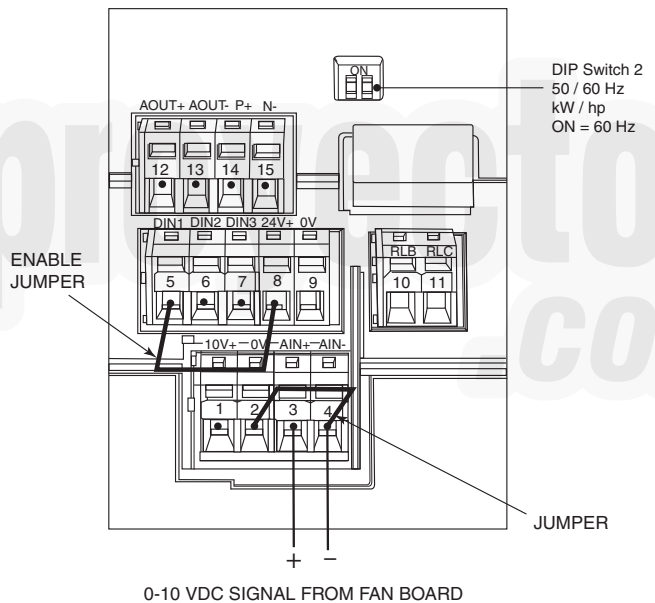 ON
DIP Switch 2
50 / 60 Hz
kW / hp
ON = 60 Hz
AOUT+ AOUT- P+ N-
12 13 14 15
DIN1 DIN2 DIN3 24V+ 0V
5 6 7 8 9
RLB RLC
10 11
ENABLE
JUMPER
10V+ 0V AIN+ AIN-
1 2 3 4
JUMPER
+ −
0-10 VDC SIGNAL FROM FAN BOARD
.co